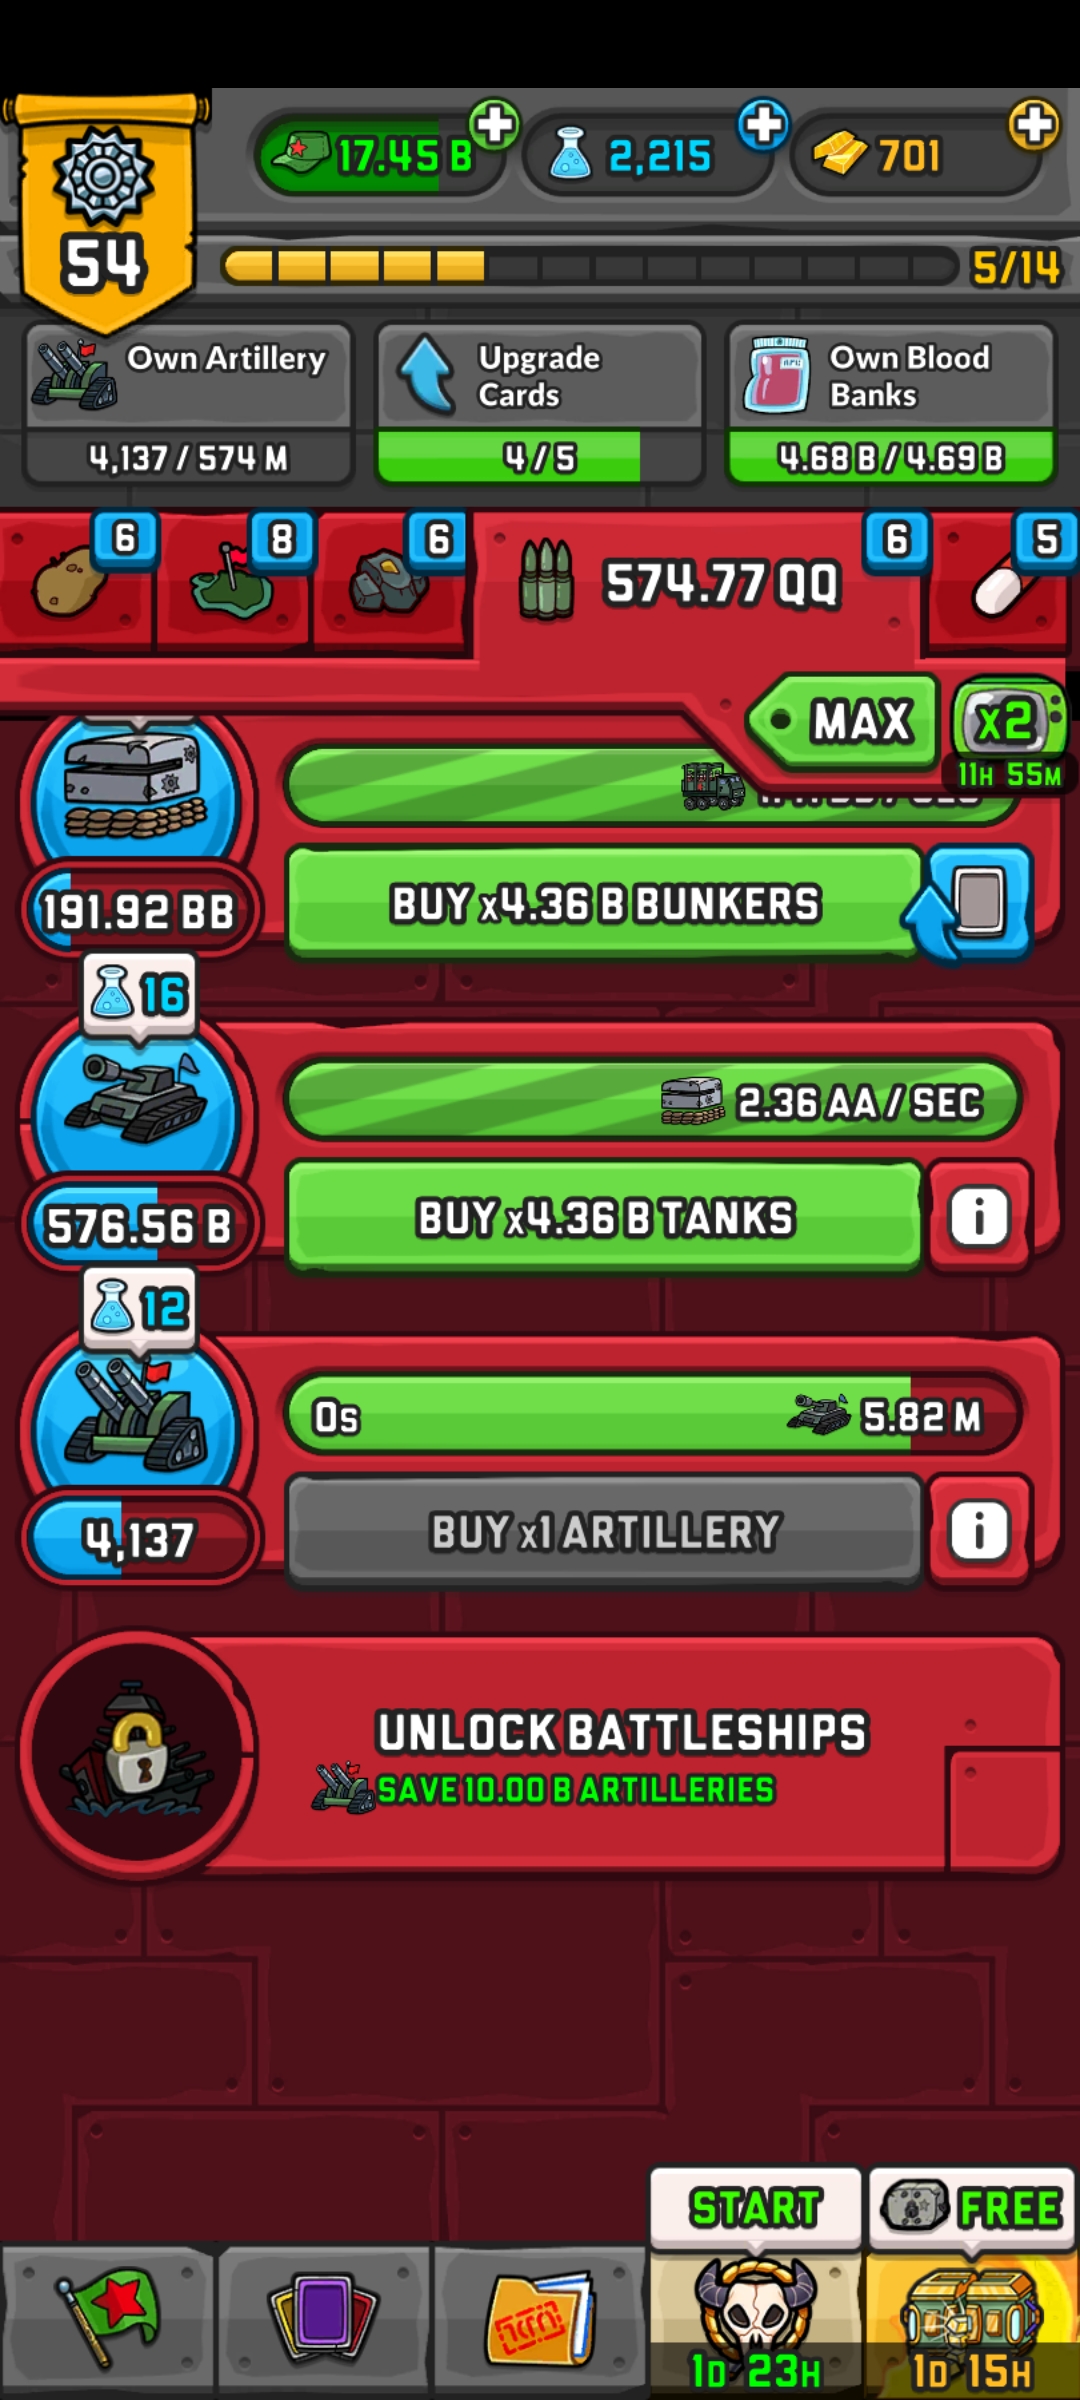 54
17.45 B
2,215
701
5/14
Own Artillery
4,137 / 574 M
Upgrade
Cards
4 / 5
Own Blood
Banks
4.68 B / 4.69 B
6
8
6
574.77 QQ
6
5
MAX
x2
11H 55M
191.92 BB
BUY x4.36 B BUNKERS
16
2.36 AA / SEC
576.56 B
BUY x4.36 B TANKS
i
12
0s
5.82 M
4,137
BUY x1 ARTILLERY
i
UNLOCK BATTLESHIPS
SAVE 10.00 B ARTILLERIES
START
FREE
1D 23H
1D 15H